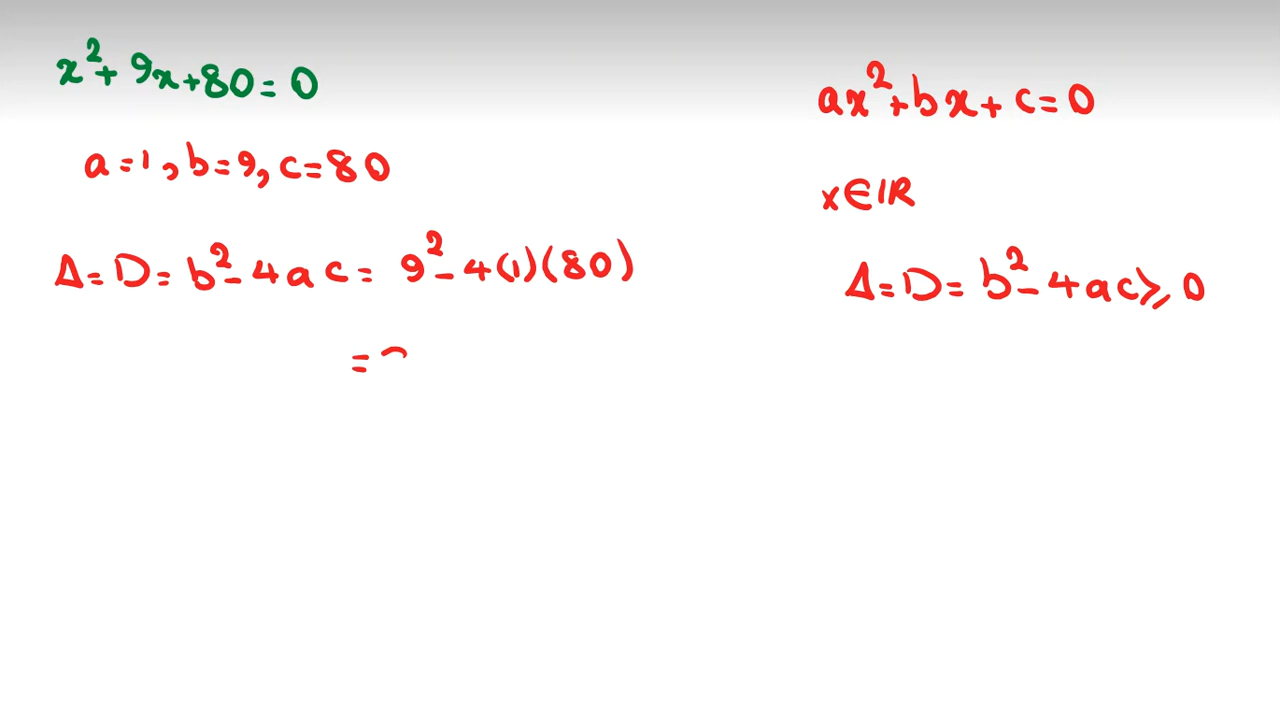 x²+ 9x+80= 0
a=1, b=9, c=80
Δ= D= b²-4ac= 9²-4(1)(80)
=
ax²+bx+c=0
x∈ℝ
Δ=D= b²-4ac⩾0